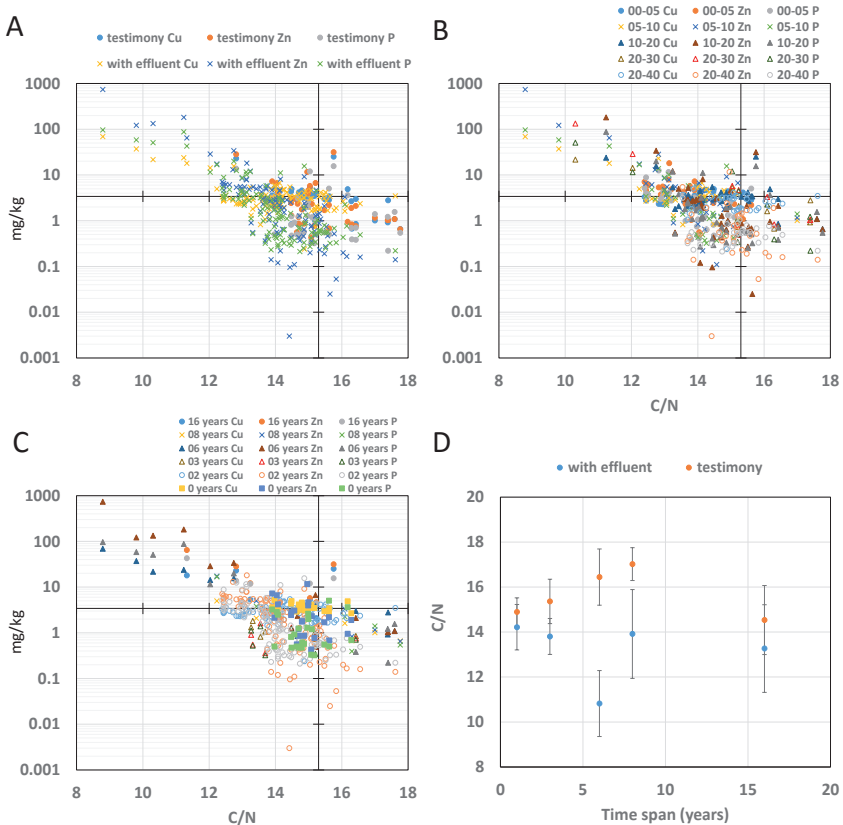 A
testimony Cu testimony Zn testimony P
with effluent Cu with effluent Zn with effluent P
1000
100
10
1
0.1
0.01
0.001
mg/kg
8 10 12 14 16 18
B
00-05 Cu 00-05 Zn 00-05 P
05-10 Cu 05-10 Zn 05-10 P
10-20 Cu 10-20 Zn 10-20 P
20-30 Cu 20-30 Zn 20-30 P
20-40 Cu 20-40 Zn 20-40 P
1000
100
10
1
0.1
0.01
0.001
8 10 12 14 16 18
C/N
C
16 years Cu 16 years Zn 16 years P
08 years Cu 08 years Zn 08 years P
06 years Cu 06 years Zn 06 years P
03 years Cu 03 years Zn 03 years P
02 years Cu 02 years Zn 02 years P
0 years Cu 0 years Zn 0 years P
1000
100
10
1
0.1
0.01
0.001
mg/kg
8 10 12 14 16 18
C/N
D
with effluent testimony
20
18
16
14
12
10
8
C/N
0 5 10 15 20
Time span (years)